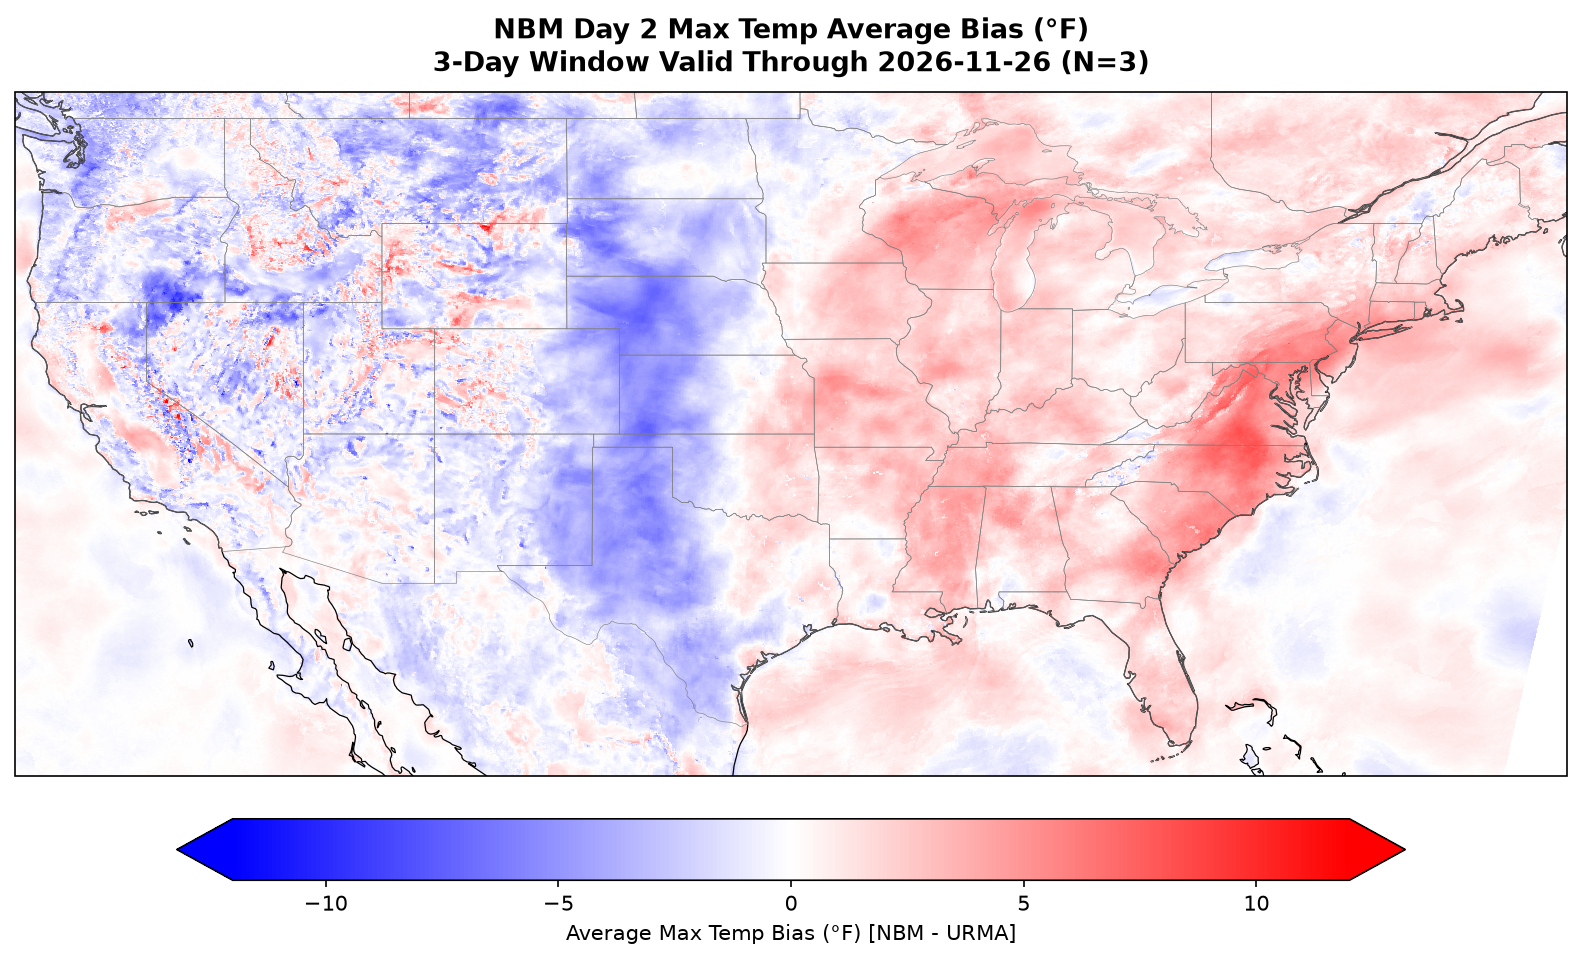 NBM Day 2 Max Temp Average Bias (°F)
3-Day Window Valid Through 2026-11-26 (N=3)
−10 −5 0 5 10
Average Max Temp Bias (°F) [NBM - URMA]